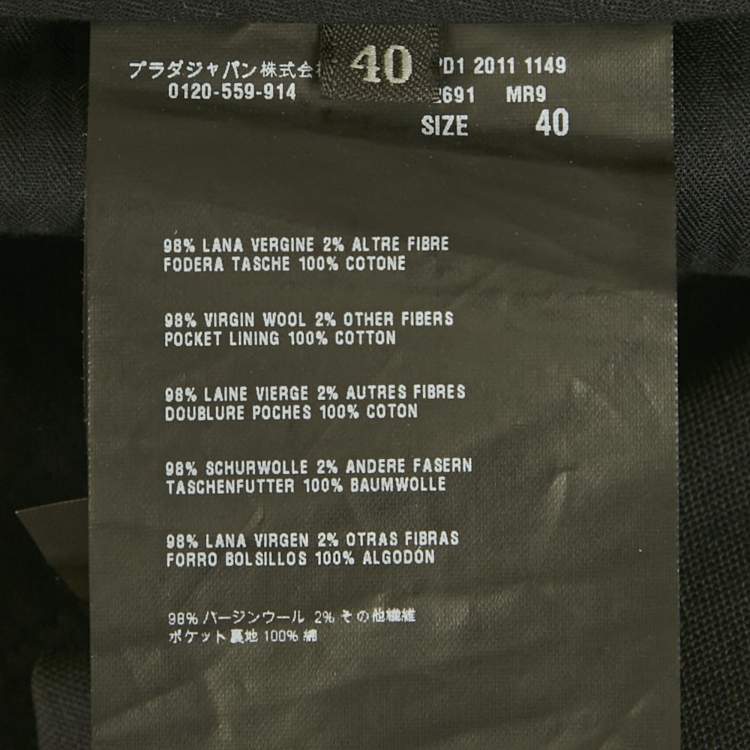 プラダジャパン株式会
0120-559-914
40
PD1 2011 1149
2691 MR9
SIZE 40
98% LANA VERGINE 2% ALTRE FIBRE
FODERA TASCHE 100% COTONE
98% VIRGIN WOOL 2% OTHER FIBERS
POCKET LINING 100% COTTON
98% LAINE VIERGE 2% AUTRES FIBRES
DOUBLURE POCHES 100% COTON
98% SCHURWOLLE 2% ANDERE FASERN
TASCHENFUTTER 100% BAUMWOLLE
98% LANA VIRGEN 2% OTRAS FIBRAS
FORRO BOLSILLOS 100% ALGODÓN
98% バージンウール 2% その他繊維
ポケット裏地 100% 綿